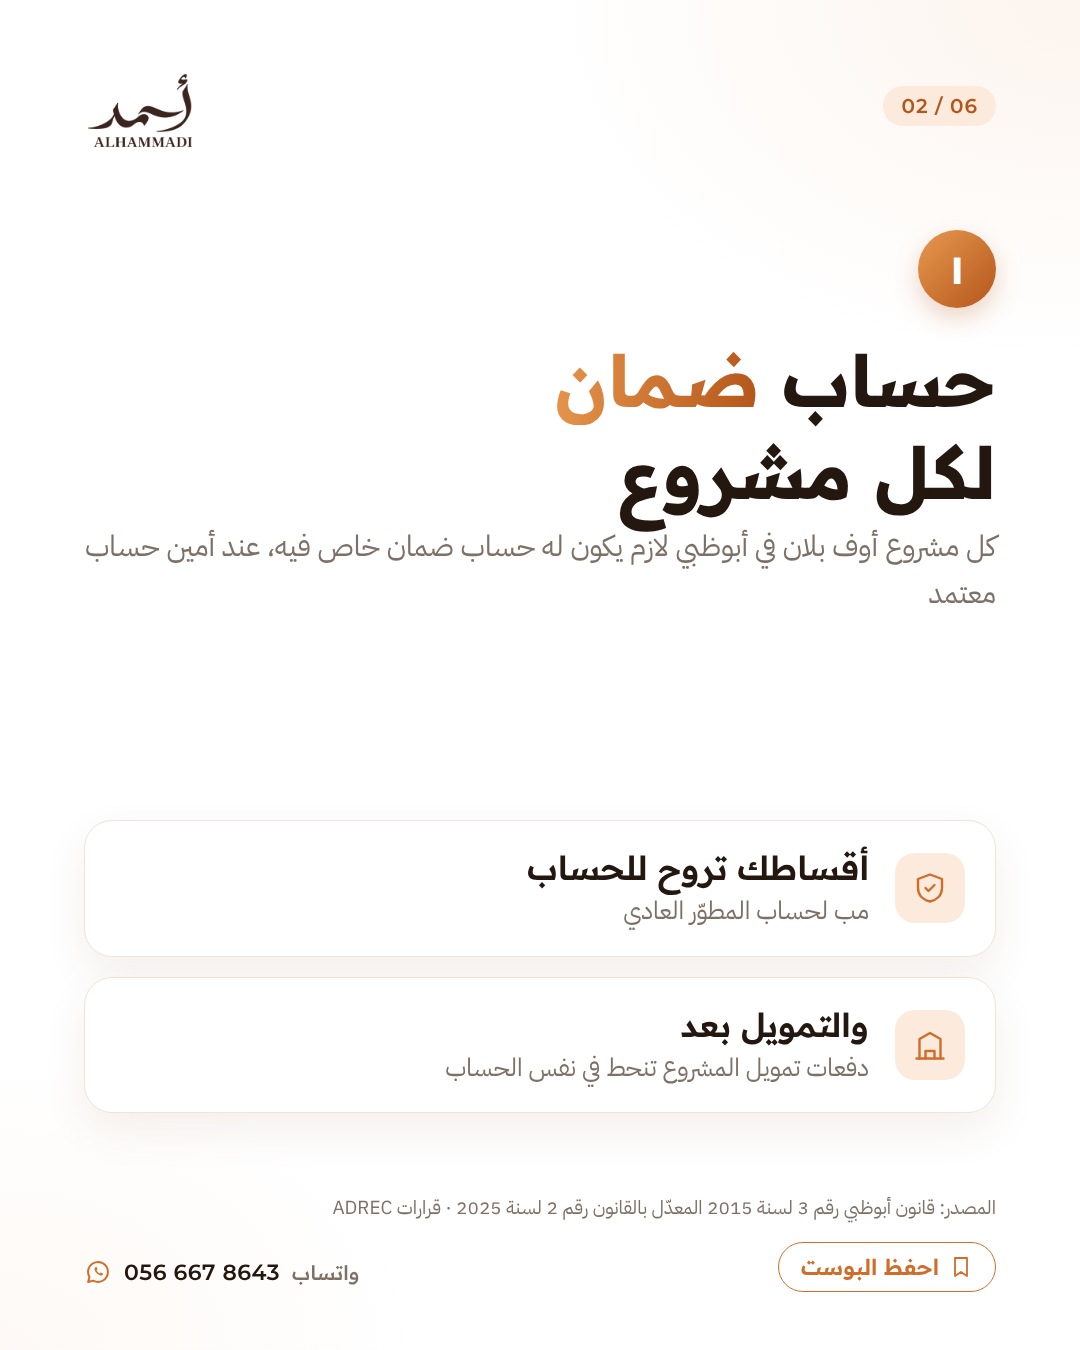 أحمد
ALHAMMADI
02 / 06
١
حساب ضمان
لكل مشروع
كل مشروع أوف بلان في أبوظبي لازم يكون له حساب ضمان خاص فيه، عند أمين حساب
معتمد
أقساطك تروح للحساب
مب لحساب المطوّر العادي
والتمويل بعد
دفعات تمويل المشروع تنحط في نفس الحساب
المصدر: قانون أبوظبي رقم 3 لسنة 2015 المعدّل بالقانون رقم 2 لسنة 2025 · قرارات ADREC
احفظ البوست
واتساب 056 667 8643